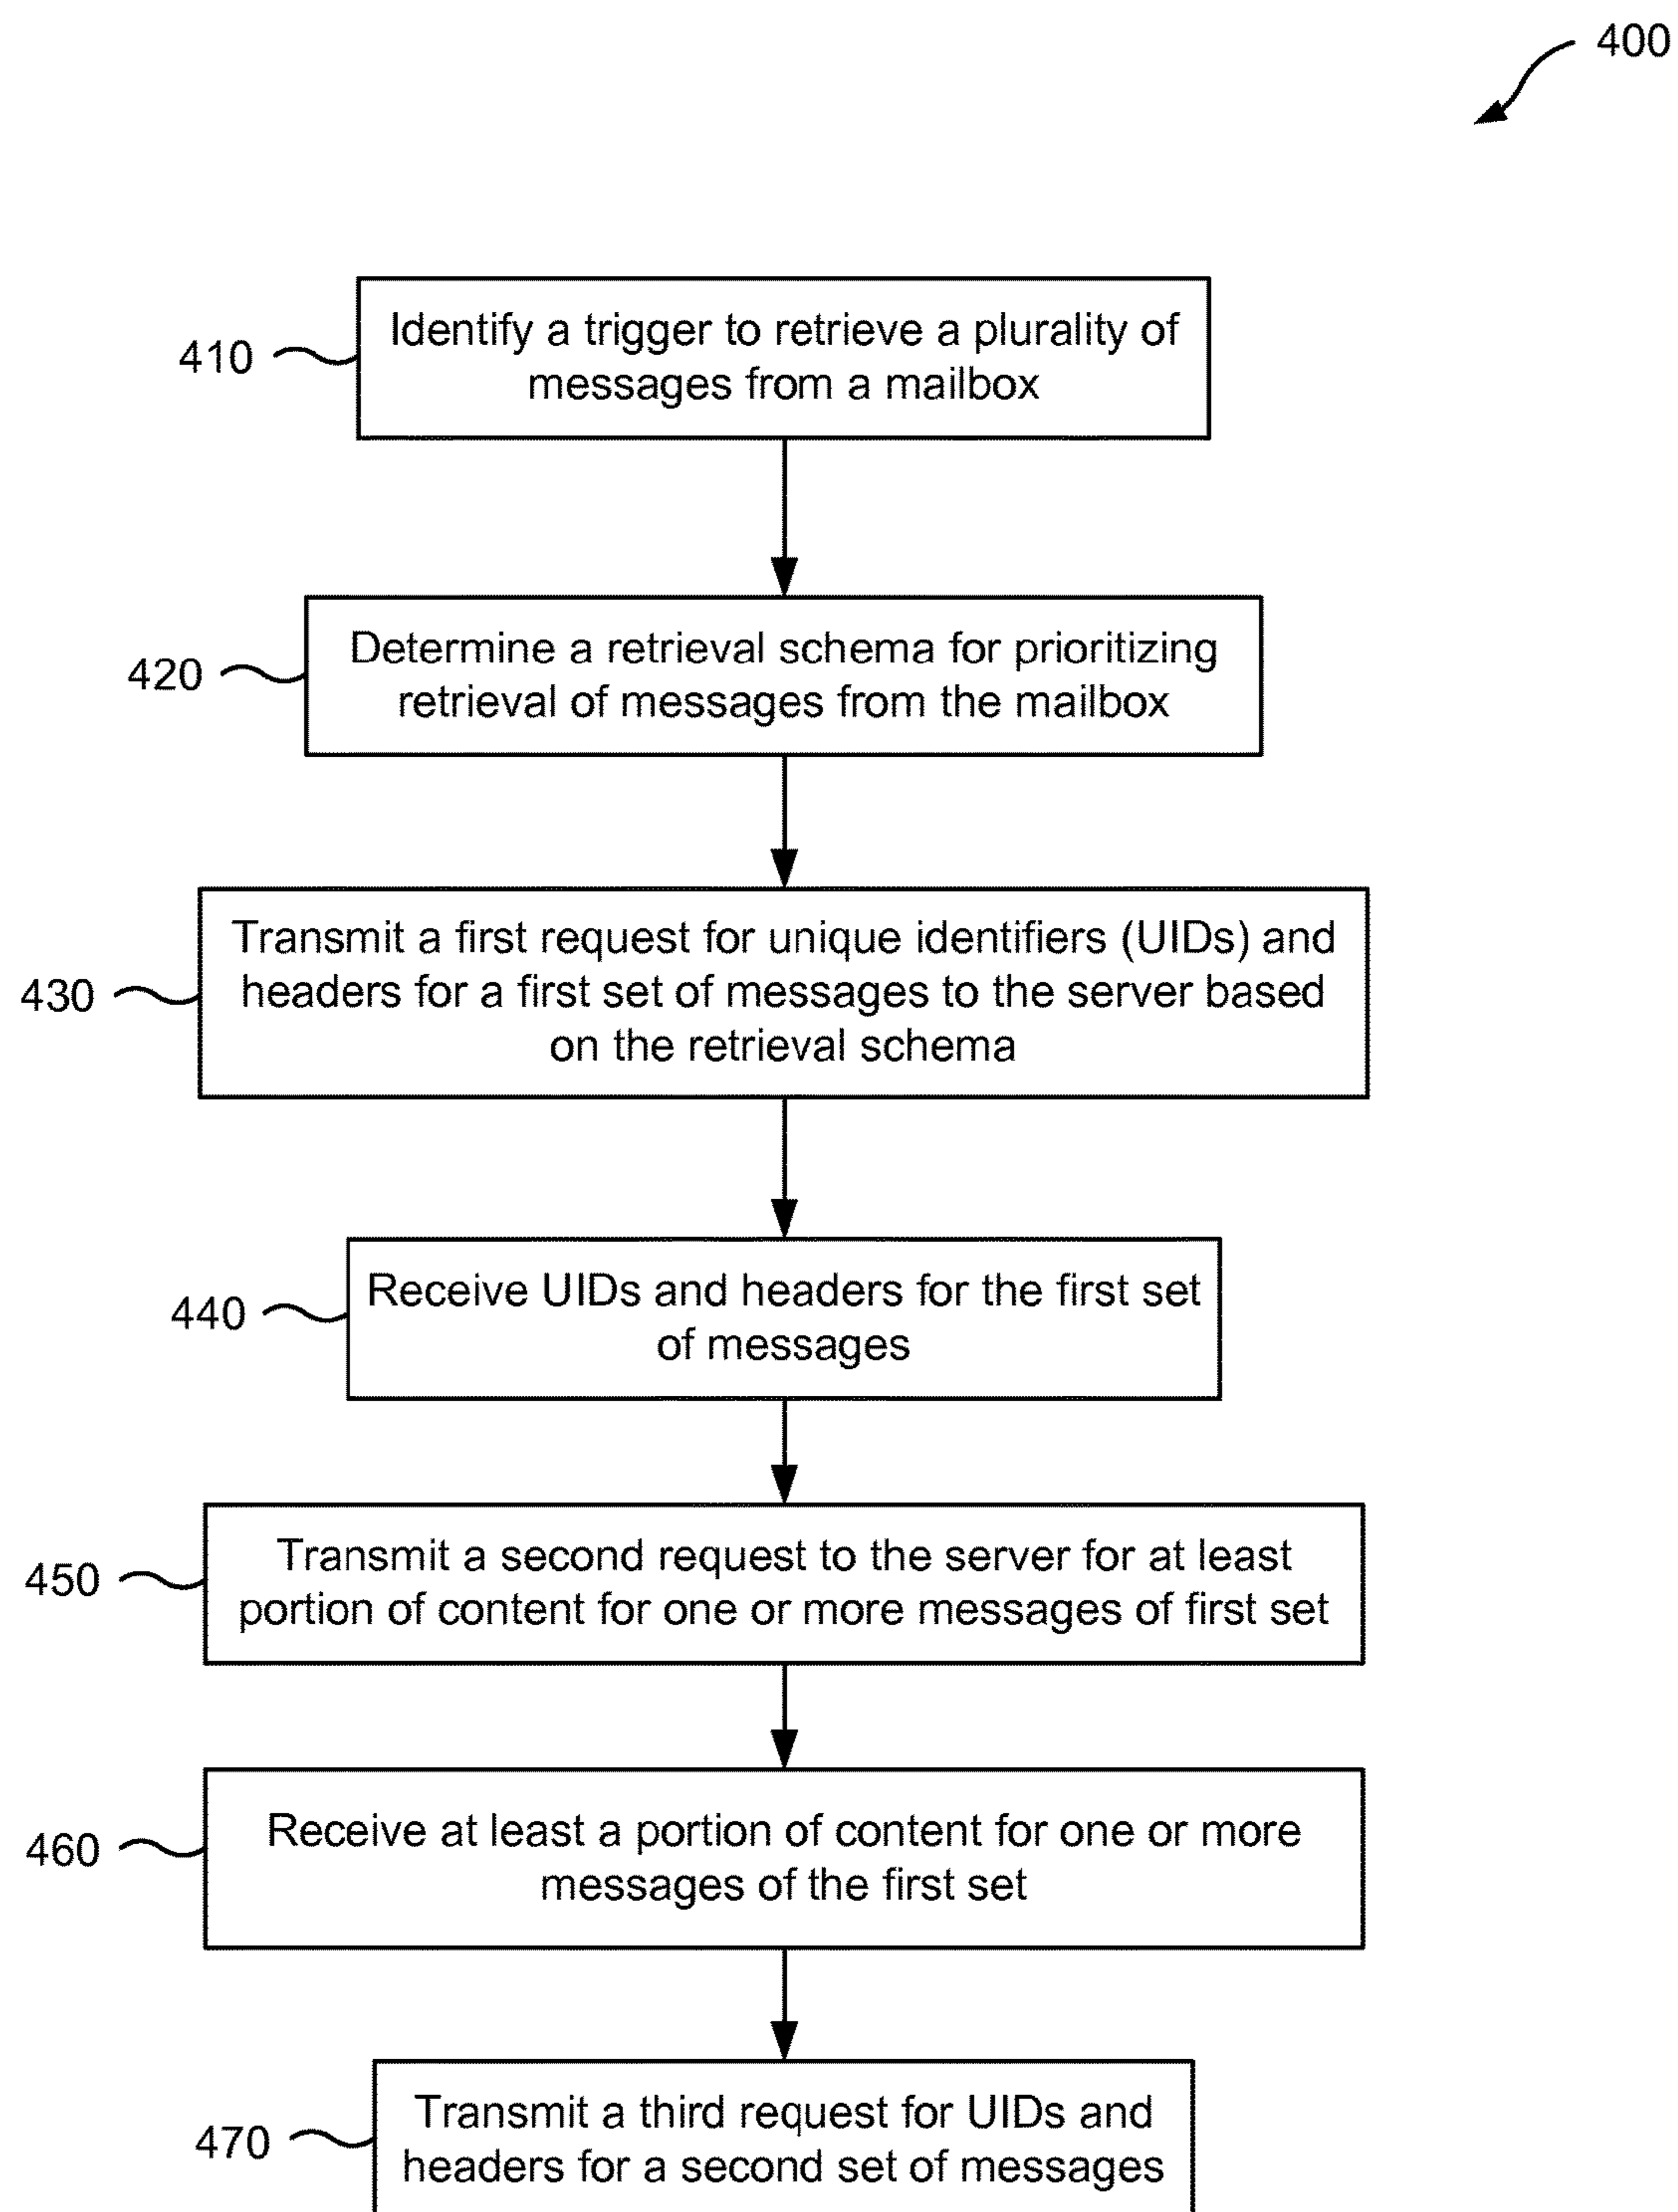 400
410
Identify a trigger to retrieve a plurality of
messages from a mailbox
420
Determine a retrieval schema for prioritizing
retrieval of messages from the mailbox
430
Transmit a first request for unique identifiers (UIDs) and
headers for a first set of messages to the server based
on the retrieval schema
440
Receive UIDs and headers for the first set
of messages
450
Transmit a second request to the server for at least
portion of content for one or more messages of first set
460
Receive at least a portion of content for one or more
messages of the first set
470
Transmit a third request for UIDs and
headers for a second set of messages